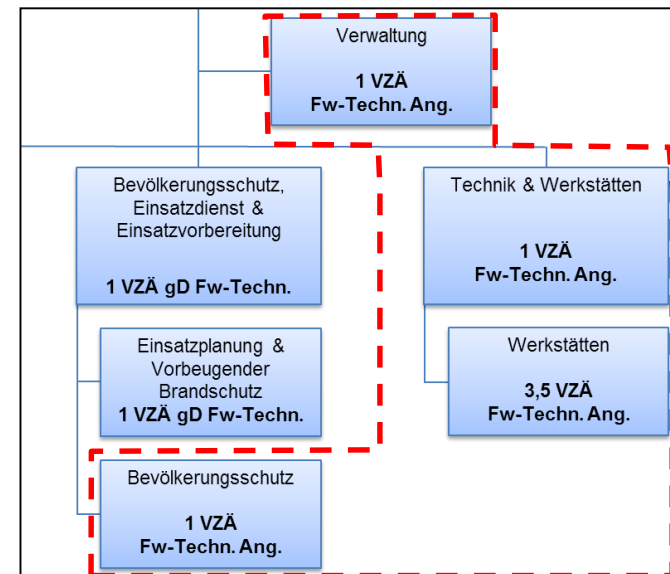 Verwaltung
1 VZÄ
Fw-Techn. Ang.
Bevölkerungsschutz,
Einsatzdienst &
Einsatzvorbereitung
1 VZÄ gD Fw-Techn.
Einsatzplanung &
Vorbeugender
Brandschutz
1 VZÄ gD Fw-Techn.
Bevölkerungsschutz
1 VZÄ
Fw-Techn. Ang.
Technik & Werkstätten
1 VZÄ
Fw-Techn. Ang.
Werkstätten
3,5 VZÄ
Fw-Techn. Ang.